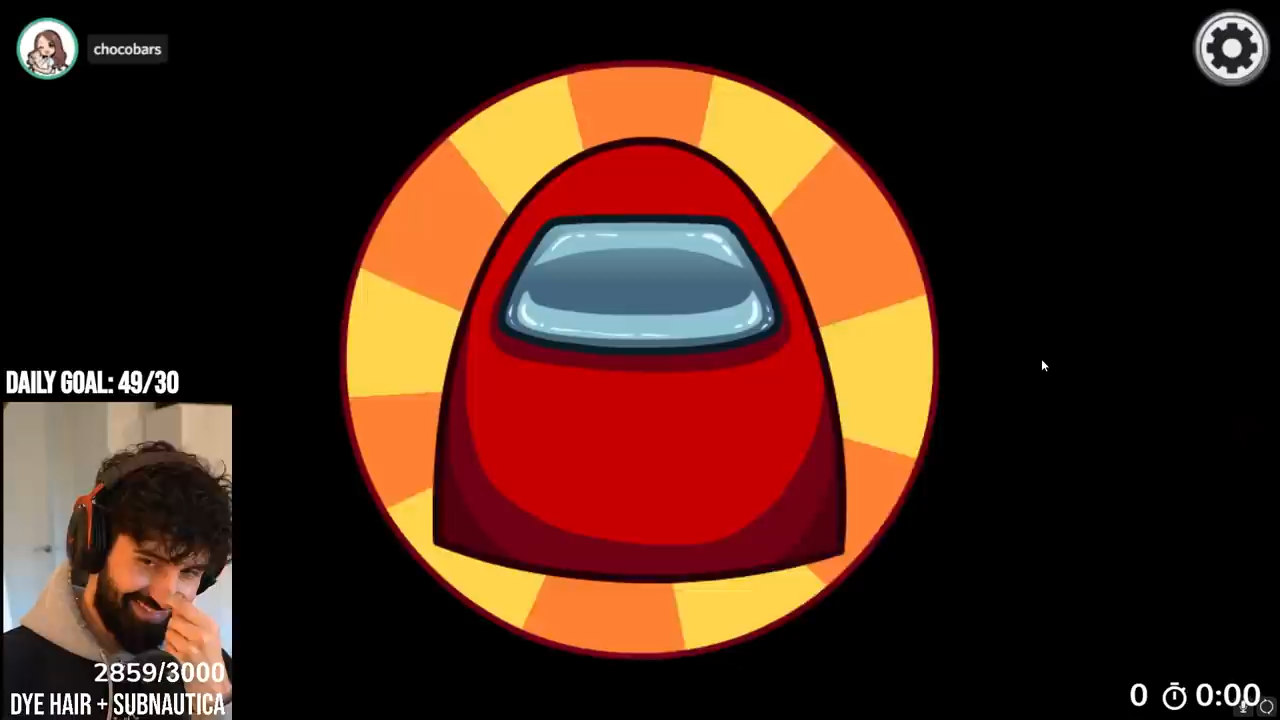 chocobars
DAILY GOAL: 49/30
2859/3000
DYE HAIR + SUBNAUTICA
0 0:00